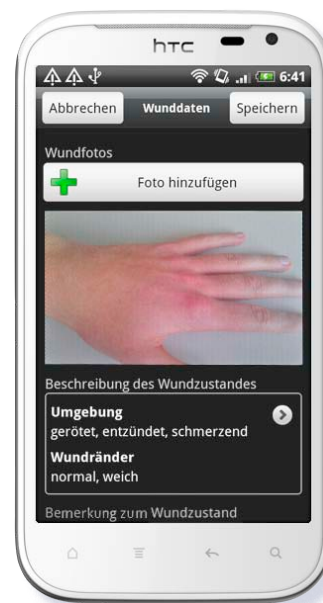 hTC
6:41
Abbrechen Wunddaten Speichern
Wundfotos
Foto hinzufügen
Beschreibung des Wundzustandes
Umgebung
gerötet, entzündet, schmerzend
Wundränder
normal, weich
Bemerkung zum Wundzustand